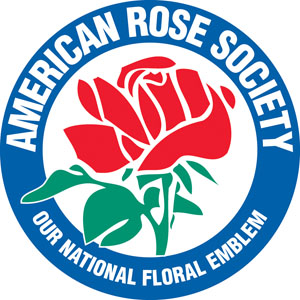 AMERICAN ROSE SOCIETY
OUR NATIONAL FLORAL EMBLEM